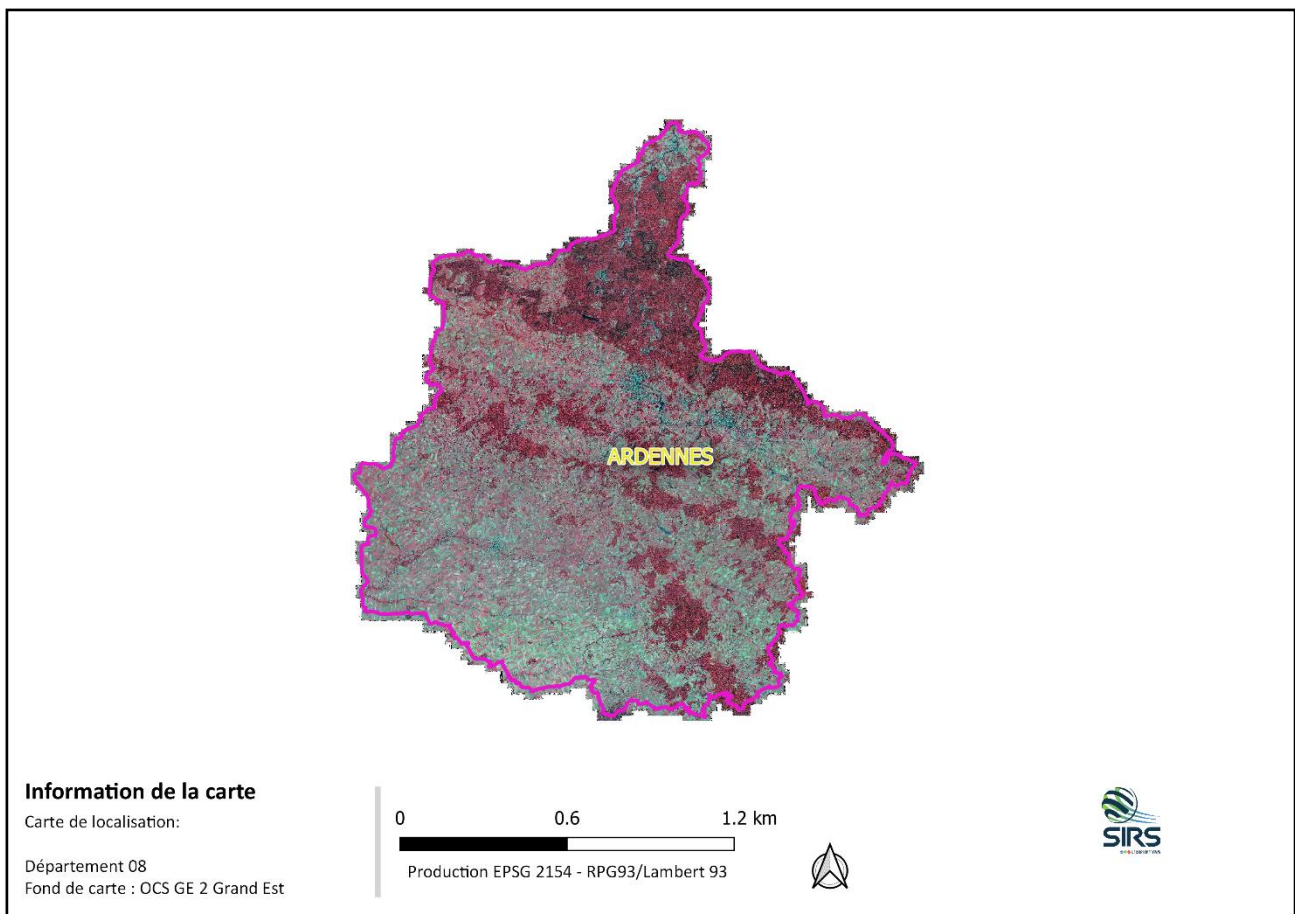 ARDENNES
Information de la carte
Carte de localisation:
Département 08
Fond de carte : OCS GE 2 Grand Est
0 0.6 1.2 km
Production EPSG 2154 - RPG93/Lambert 93
SIRS